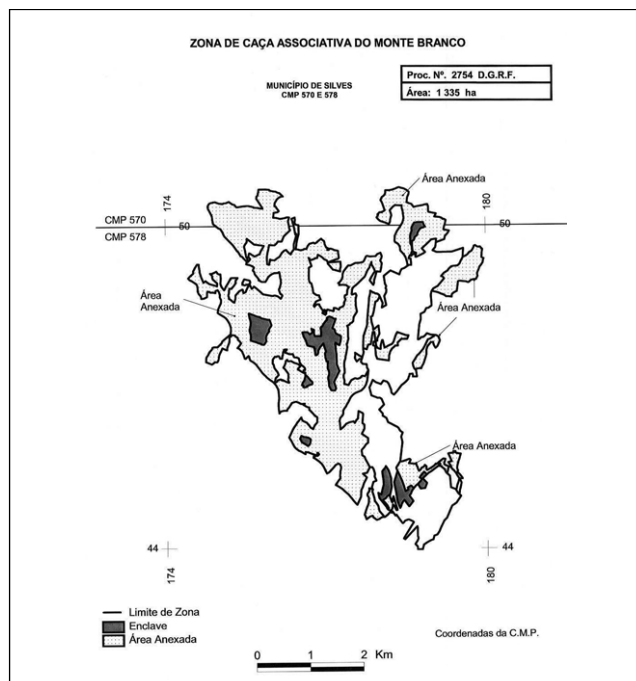 ZONA DE CAÇA ASSOCIATIVA DO MONTE BRANCO
Proc. Nº. 2754 D.G.R.F.
Área: 1 335 ha
MUNICÍPIO DE SILVES
CMP 570 E 578
174
180
Área Anexada
CMP 570
50
50
CMP 578
Área
Anexada
Área Anexada
Área Anexada
44
44
174
180
Limite de Zona
Enclave
Área Anexada
Coordenadas da C.M.P.
0 1 2 Km